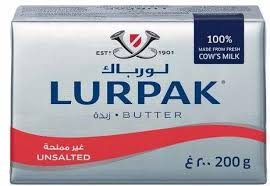 EST 1901
لورباك
LURPAK®
BUTTER • زبدة
100%
MADE FROM FRESH
COW'S MILK
غير مملحة
UNSALTED
٢٠٠ غ 200 g